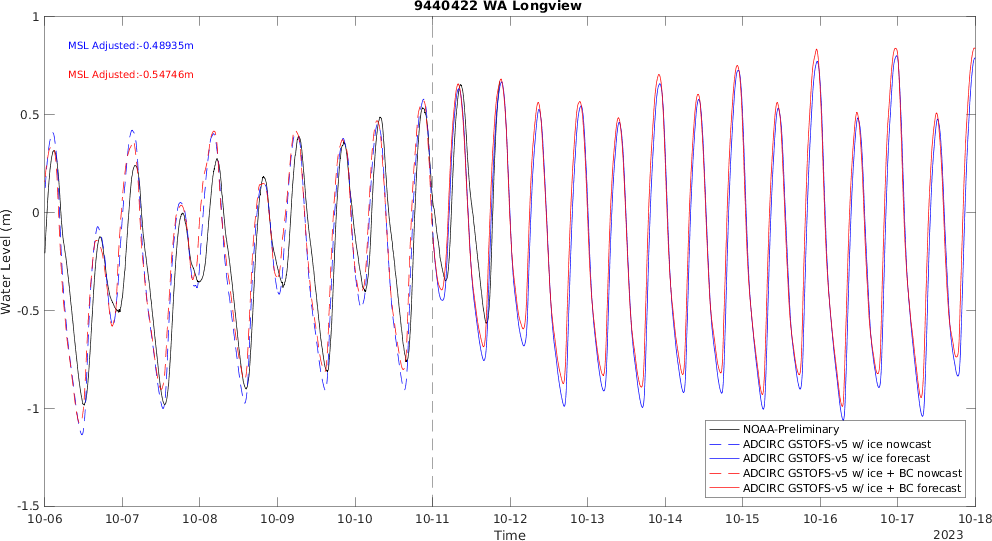 9440422 WA Longview
MSL Adjusted:-0.48935m
MSL Adjusted:-0.54746m
Water Level (m)
1
0.5
0
-0.5
-1
-1.5
NOAA-Preliminary
ADCIRC GSTOFS-v5 w/ ice nowcast
ADCIRC GSTOFS-v5 w/ ice forecast
ADCIRC GSTOFS-v5 w/ ice + BC nowcast
ADCIRC GSTOFS-v5 w/ ice + BC forecast
10-06 10-07 10-08 10-09 10-10 10-11 10-12 10-13 10-14 10-15 10-16 10-17 10-18
Time
2023